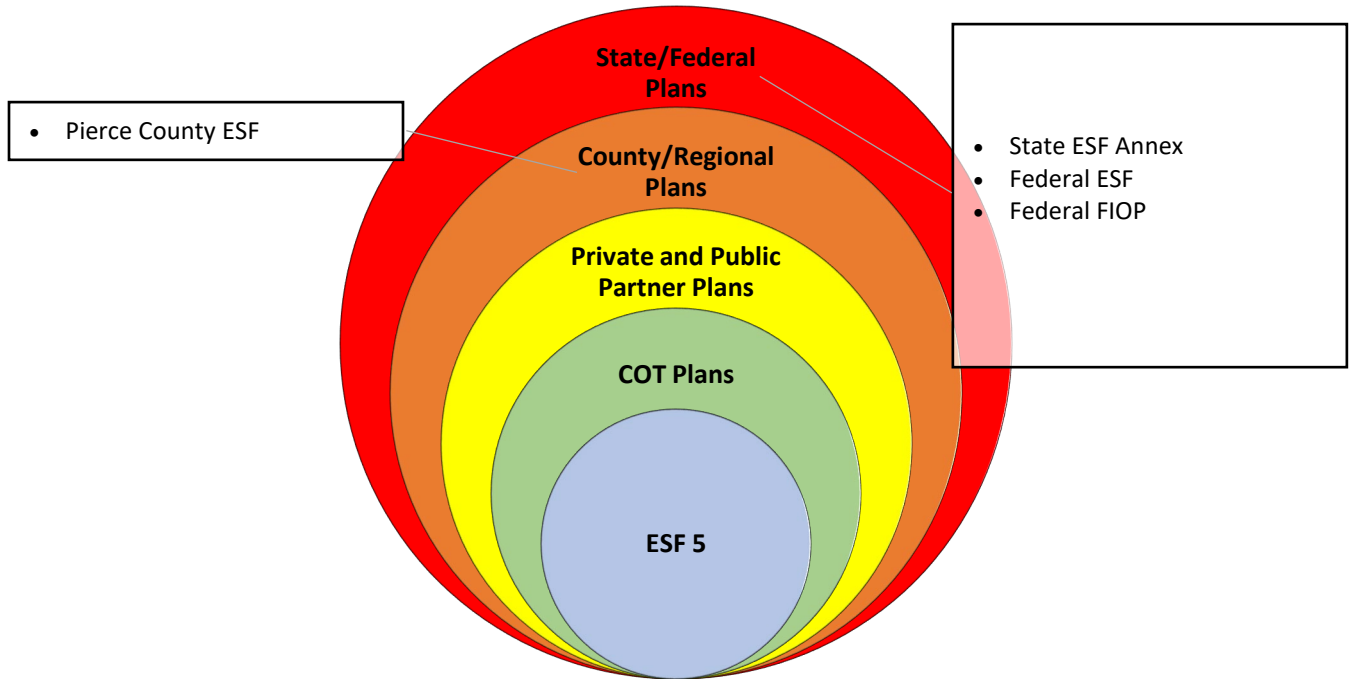 State/Federal
Plans
• Pierce County ESF
County/Regional
Plans
• State ESF Annex
• Federal ESF
• Federal FIOP
Private and Public
Partner Plans
COT Plans
ESF 5